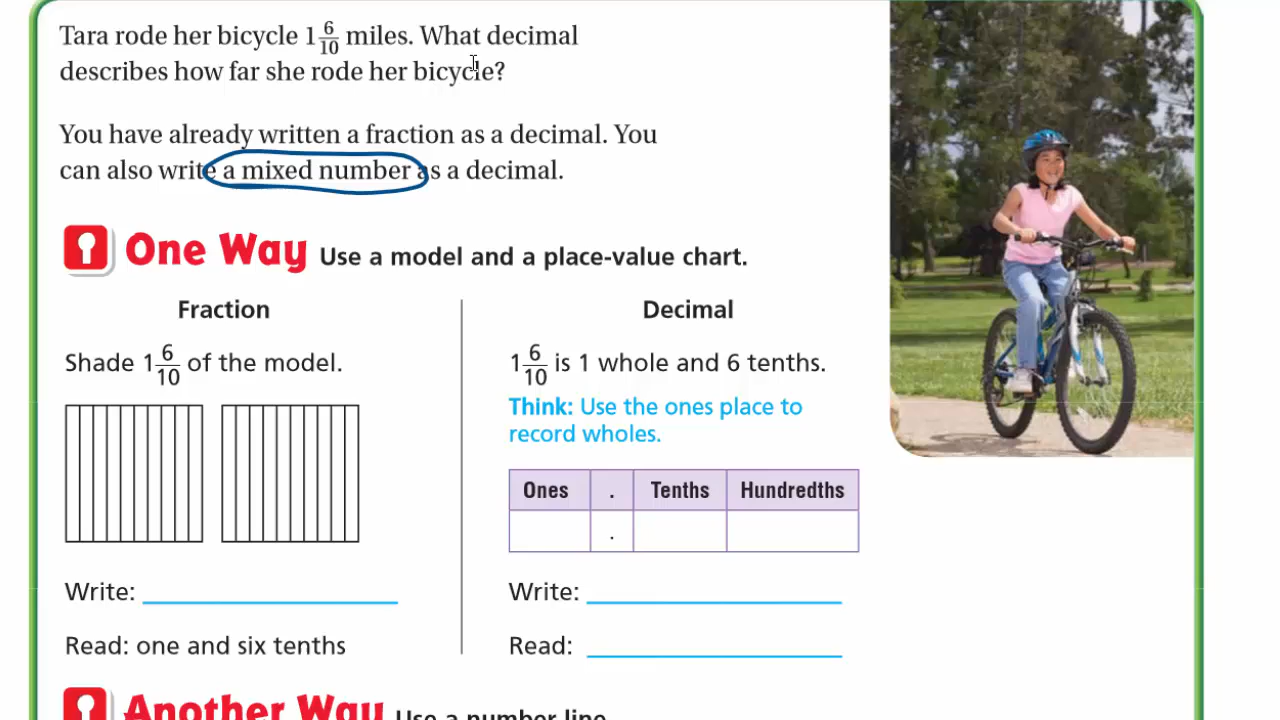 Tara rode her bicycle 1 6/10 miles. What decimal
describes how far she rode her bicycle?
You have already written a fraction as a decimal. You
can also write a mixed number as a decimal.
One Way Use a model and a place-value chart.
Fraction
Shade 1 6/10 of the model.
Write:
Read: one and six tenths
Decimal
1 6/10 is 1 whole and 6 tenths.
Think: Use the ones place to
record wholes.
Ones . Tenths Hundredths
.
Write:
Read:
Another Way Use a number line